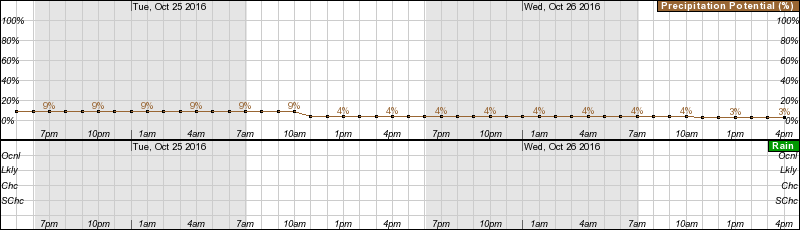 Tue, Oct 25 2016 Wed, Oct 26 2016 Precipitation Potential (%)
100% 100%
80% 80%
60% 60%
40% 40%
20% 20%
9% 9% 9% 9% 9% 9% 4% 4% 4% 4% 4% 4% 4% 4% 3% 3%
0% 0%
7pm 10pm 1am 4am 7am 10am 1pm 4pm 7pm 10pm 1am 4am 7am 10am 1pm 4pm
Tue, Oct 25 2016 Wed, Oct 26 2016 Rain
Ocnl Ocnl
Lkly Lkly
Chc Chc
SChc SChc
7pm 10pm 1am 4am 7am 10am 1pm 4pm 7pm 10pm 1am 4am 7am 10am 1pm 4pm